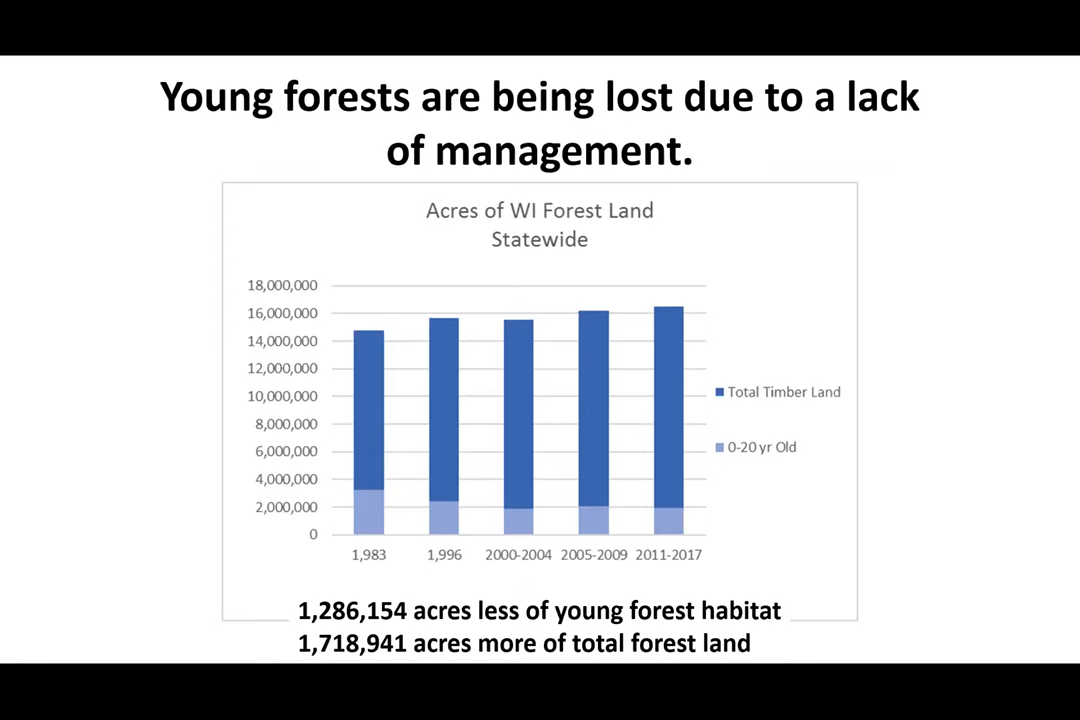 Young forests are being lost due to a lack
of management.
Acres of WI Forest Land
Statewide
18,000,000
16,000,000
14,000,000
12,000,000
10,000,000
8,000,000
6,000,000
4,000,000
2,000,000
0
1,983 1,996 2000-2004 2005-2009 2011-2017
Total Timber Land
0-20 yr Old
1,286,154 acres less of young forest habitat
1,718,941 acres more of total forest land